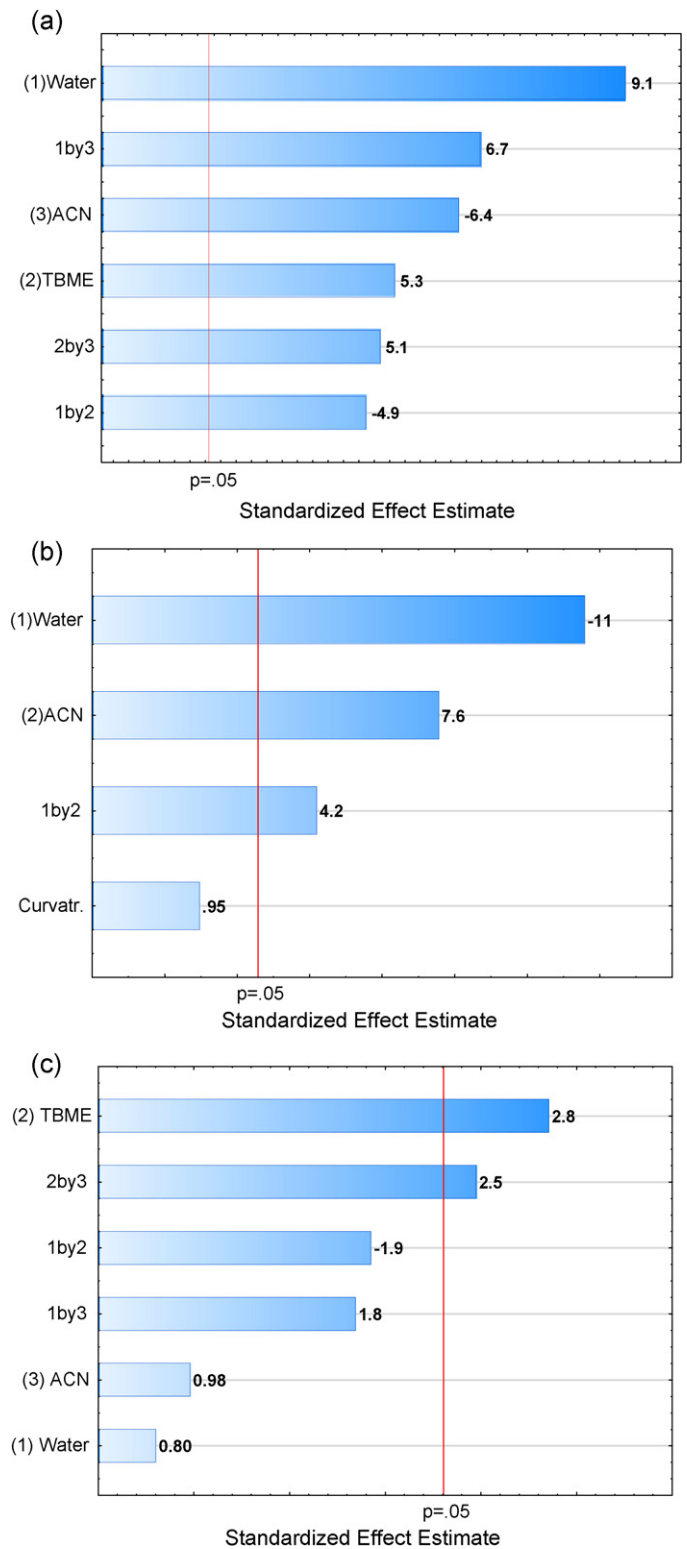 (a)
(1)Water 9.1
1by3 6.7
(3)ACN -6.4
(2)TBME 5.3
2by3 5.1
1by2 -4.9
p=.05
Standardized Effect Estimate
(b)
(1)Water -11
(2)ACN 7.6
1by2 4.2
Curvatr. .95
p=.05
Standardized Effect Estimate
(c)
(2) TBME 2.8
2by3 2.5
1by2 -1.9
1by3 1.8
(3) ACN 0.98
(1) Water 0.80
p=.05
Standardized Effect Estimate